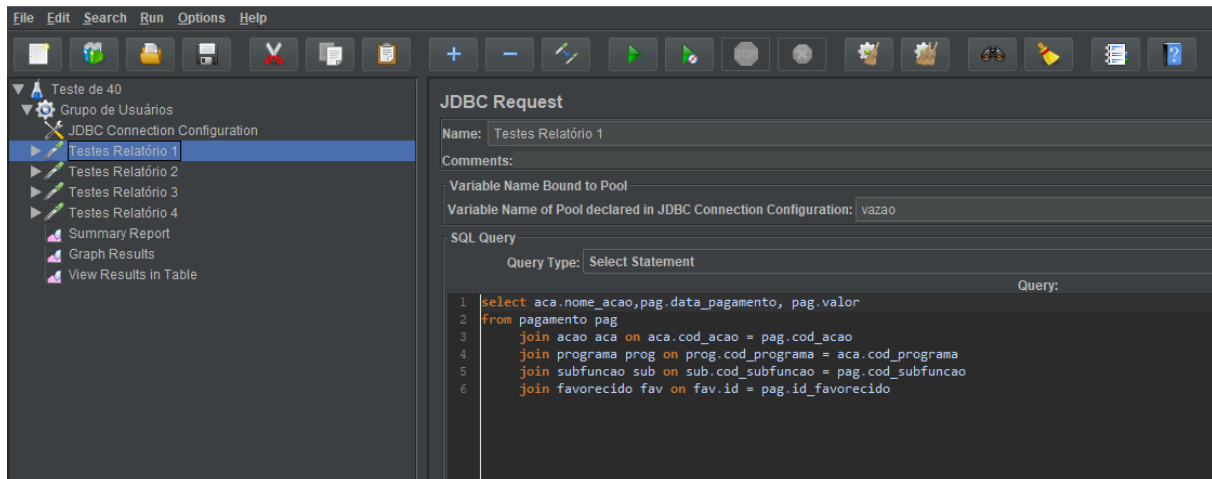 File Edit Search Run Options Help
STOP
Teste de 40
Grupo de Usuários
JDBC Connection Configuration
Testes Relatório 1
Testes Relatório 2
Testes Relatório 3
Testes Relatório 4
Summary Report
Graph Results
View Results in Table
JDBC Request
Name: Testes Relatório 1
Comments:
Variable Name Bound to Pool
Variable Name of Pool declared in JDBC Connection Configuration: vazao
SQL Query
Query Type: Select Statement
Query:
1 select aca.nome_acao,pag.data_pagamento, pag.valor
2 from pagamento pag
3 join acao aca on aca.cod_acao = pag.cod_acao
4 join programa prog on prog.cod_programa = aca.cod_programa
5 join subfuncao sub on sub.cod_subfuncao = pag.cod_subfuncao
6 join favorecido fav on fav.id = pag.id_favorecido